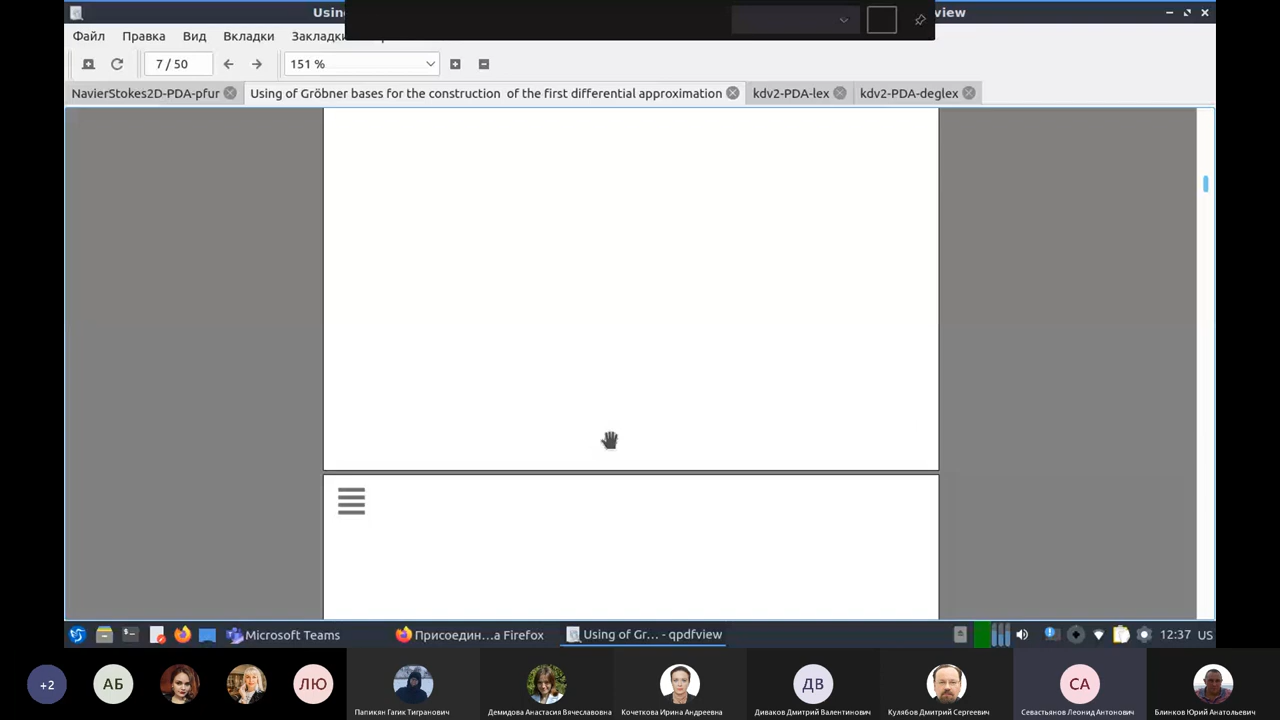 Usin
view
Файл Правка Вид Вкладки Закладки
7 / 50 151 %
NavierStokes2D-PDA-pfur Using of Gröbner bases for the construction of the first differential approximation kdv2-PDA-lex kdv2-PDA-deglex
Microsoft Teams Присоедин…а Firefox Using of Gr… - qpdfview 12:37 US
+2 АБ ЛЮ ДВ СА
Папикян Гагик Тигранович Демидова Анастасия Вячеславовна Кочеткова Ирина Андреевна Диваков Дмитрий Валентинович Кулябов Дмитрий Сергеевич Севастьянов Леонид Антонович Блинков Юрий Анатольевич